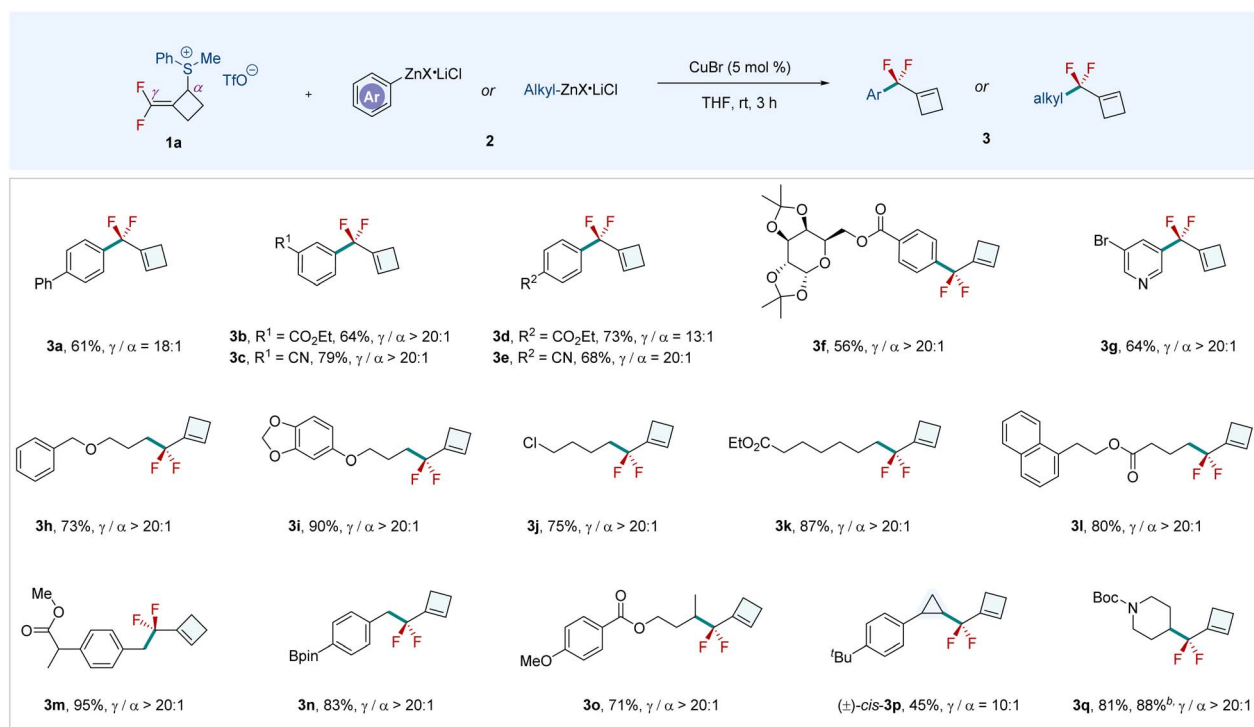 Ph
⊕
S
Me
TfO⊖
α
γ
F
F
1a
+
Ar
ZnX•LiCl
or
Alkyl-ZnX•LiCl
2
CuBr (5 mol %)
THF, rt, 3 h
F F
Ar
or
F F
alkyl
3
F F
Ph
3a, 61%, γ / α = 18:1
R¹
F F
3b, R¹ = CO₂Et, 64%, γ / α > 20:1
3c, R¹ = CN, 79%, γ / α > 20:1
F F
R²
3d, R² = CO₂Et, 73%, γ / α = 13:1
3e, R² = CN, 68%, γ / α = 20:1
O O O O O O O
F F
3f, 56%, γ / α > 20:1
Br
N
F F
3g, 64%, γ / α > 20:1
O
F F
3h, 73%, γ / α > 20:1
O
O
O
F F
3i, 90%, γ / α > 20:1
Cl
F F
3j, 75%, γ / α > 20:1
EtO₂C
F F
3k, 87%, γ / α > 20:1
O
O
F F
3l, 80%, γ / α > 20:1
Me
O
O
F F
3m, 95%, γ / α > 20:1
Bpin
F F
3n, 83%, γ / α > 20:1
MeO
O
O
F F
3o, 71%, γ / α > 20:1
ᵗBu
F F
(±)-cis-3p, 45%, γ / α = 10:1
Boc
N
F F
3q, 81%, 88%ᵇ, γ / α > 20:1